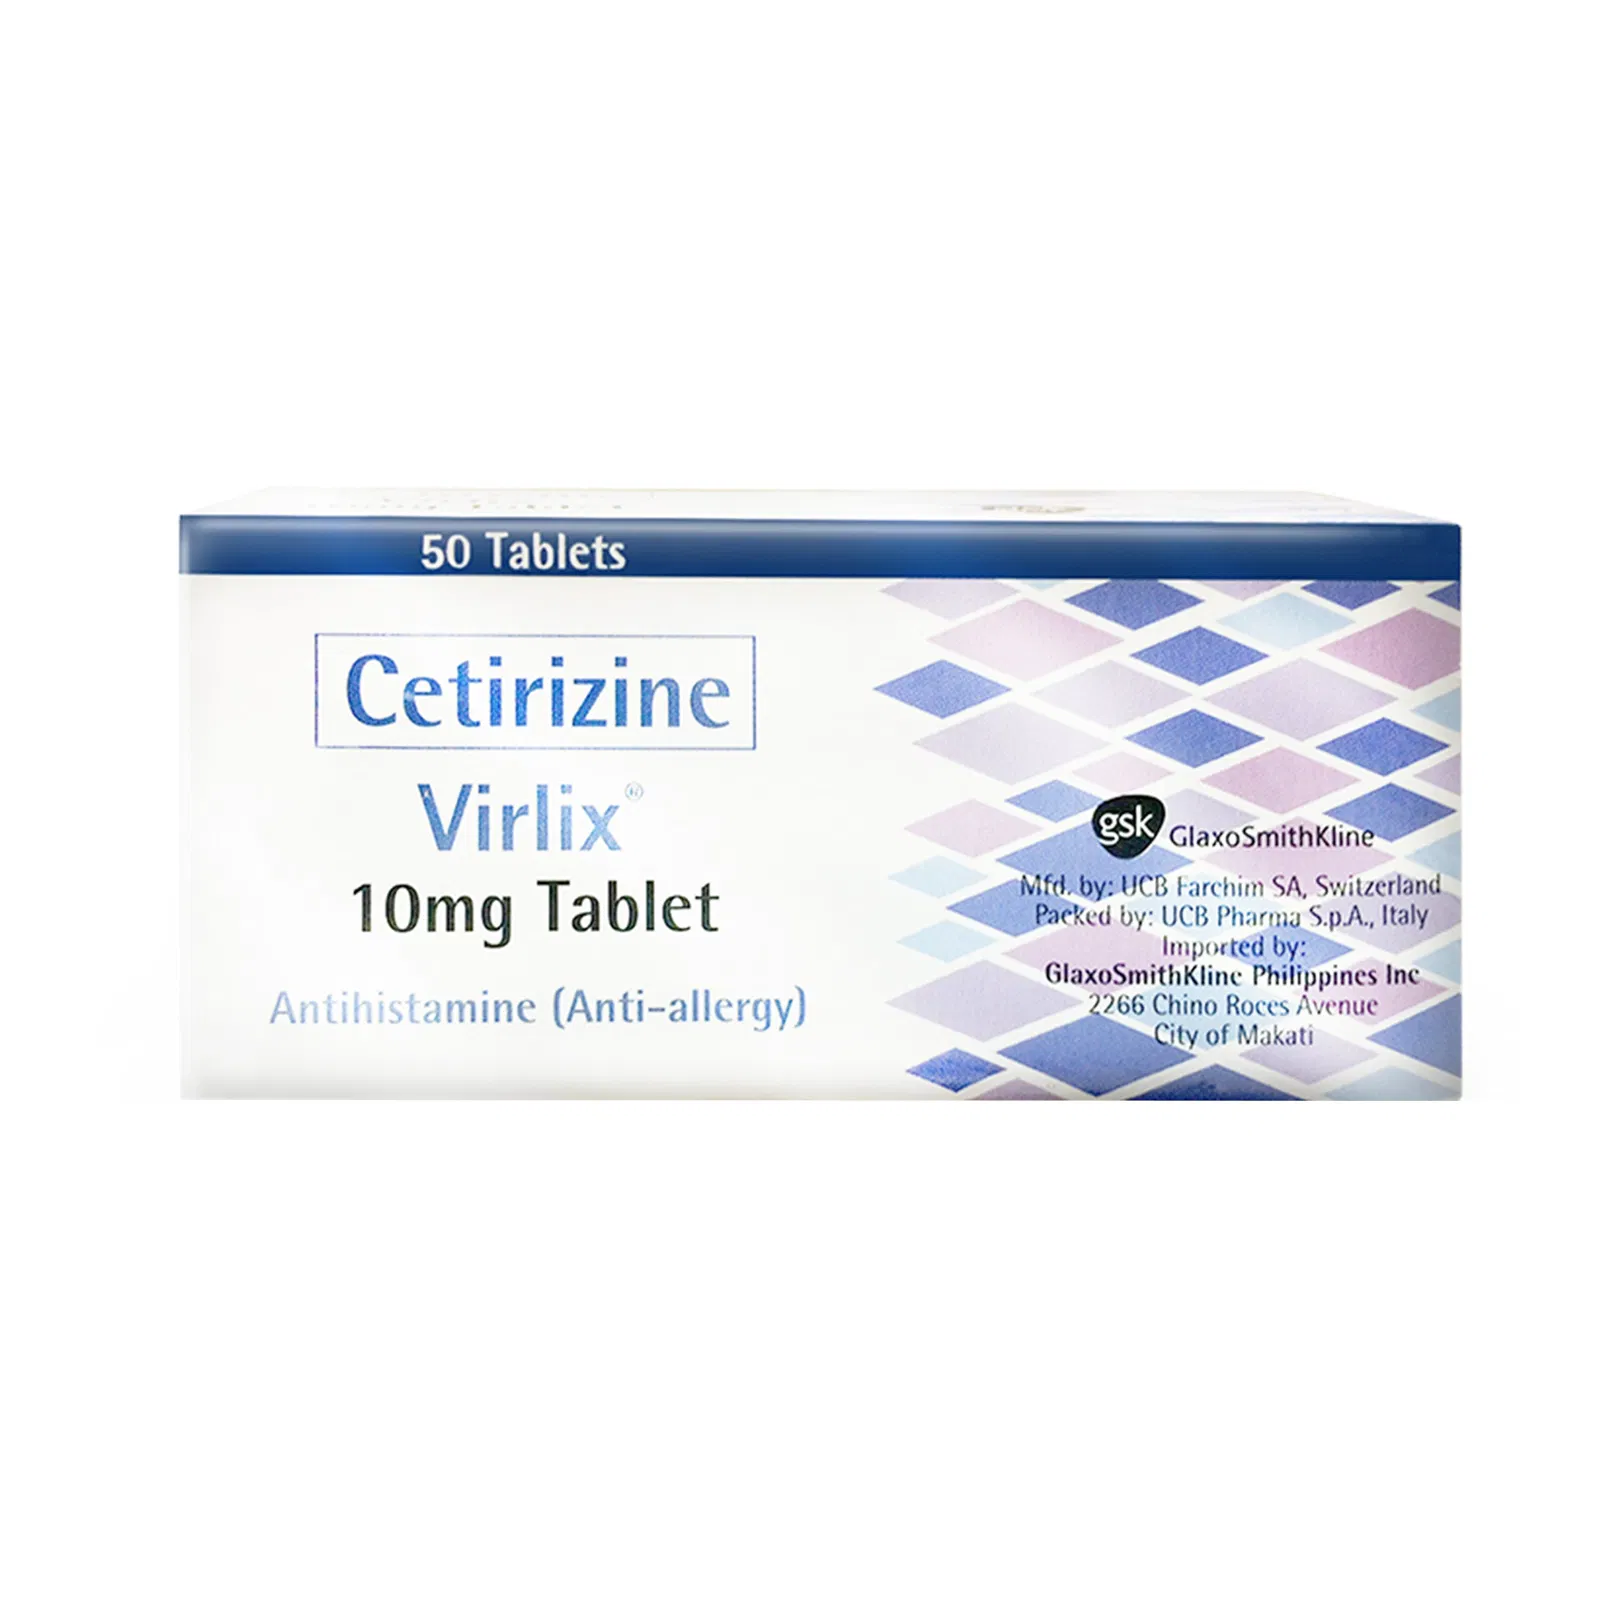 50 Tablets
Cetirizine
Virlix®
10mg Tablet
Antihistamine (Anti-allergy)
gsk GlaxoSmithKline
Mfd. by: UCB Farchim SA, Switzerland
Packed by: UCB Pharma S.p.A., Italy
Imported by:
GlaxoSmithKline Philippines Inc
2266 Chino Roces Avenue
City of Makati